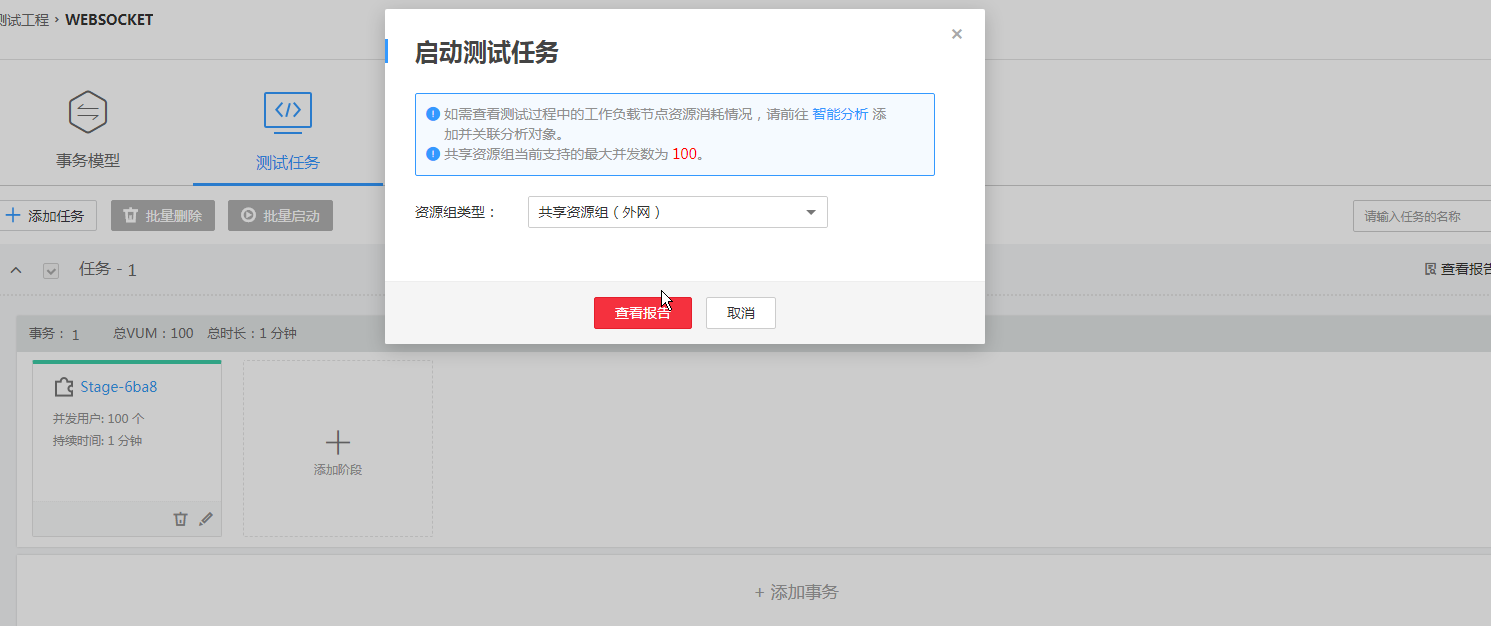 测试工程 › WEBSOCKET
事务模型
测试任务
添加任务
批量删除
批量启动
请输入任务的名称
任务 - 1
查看报告
事务： 1 总VUM：100 总时长：1 分钟
Stage-6ba8
并发用户: 100 个
持续时间: 1 分钟
添加阶段
+ 添加事务
启动测试任务
×
如需查看测试过程中的工作负载节点资源消耗情况，请前往 智能分析 添
加并关联分析对象。
共享资源组当前支持的最大并发数为 100。
资源组类型：
共享资源组（外网）
查看报告
取消